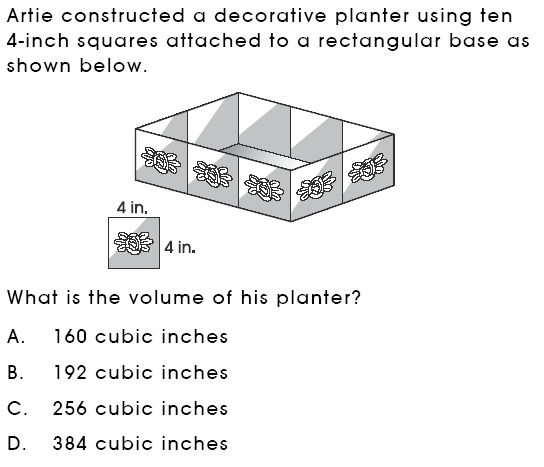 Artie constructed a decorative planter using ten
4-inch squares attached to a rectangular base as
shown below.
4 in.
4 in.
What is the volume of his planter?
A. 160 cubic inches
B. 192 cubic inches
C. 256 cubic inches
D. 384 cubic inches